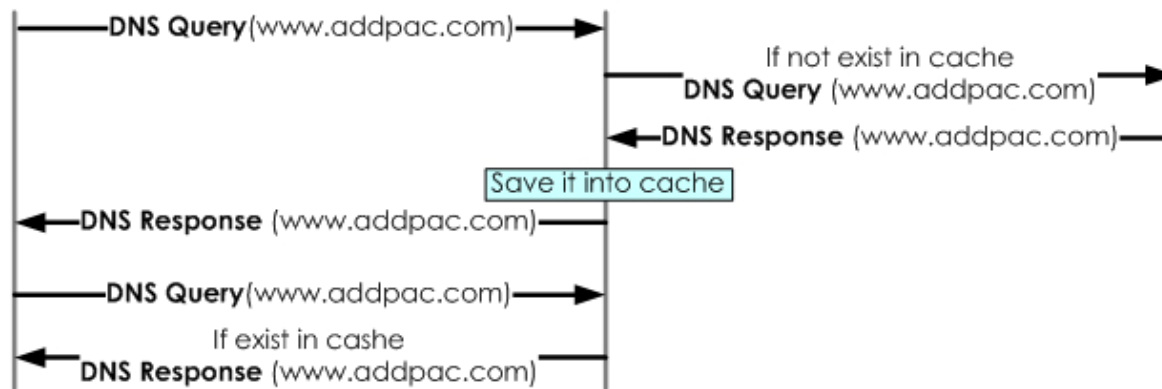 DNS Query(www.addpac.com)
If not exist in cache
DNS Query (www.addpac.com)
DNS Response (www.addpac.com)
Save it into cache
DNS Response (www.addpac.com)
DNS Query(www.addpac.com)
If exist in cashe
DNS Response (www.addpac.com)